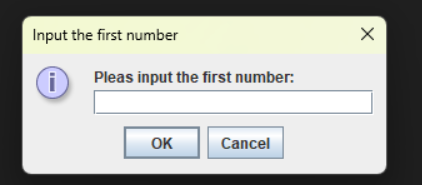 Input the first number
i
Pleas input the first number:
OK Cancel